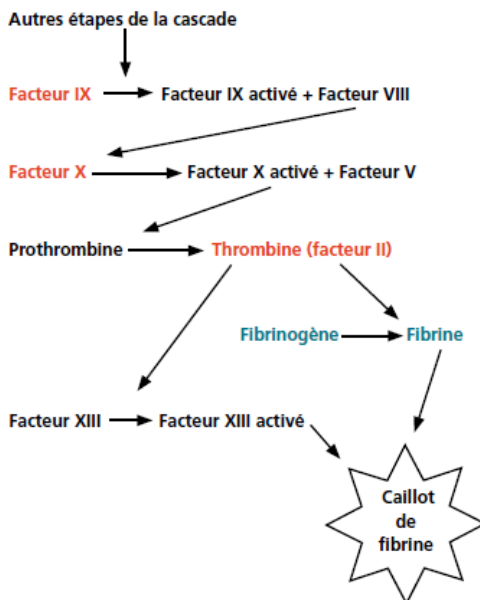 Autres étapes de la cascade
Facteur IX Facteur IX activé + Facteur VIII
Facteur X Facteur X activé + Facteur V
Prothrombine Thrombine (facteur II)
Fibrinogène Fibrine
Facteur XIII Facteur XIII activé
Caillot
de
fibrine